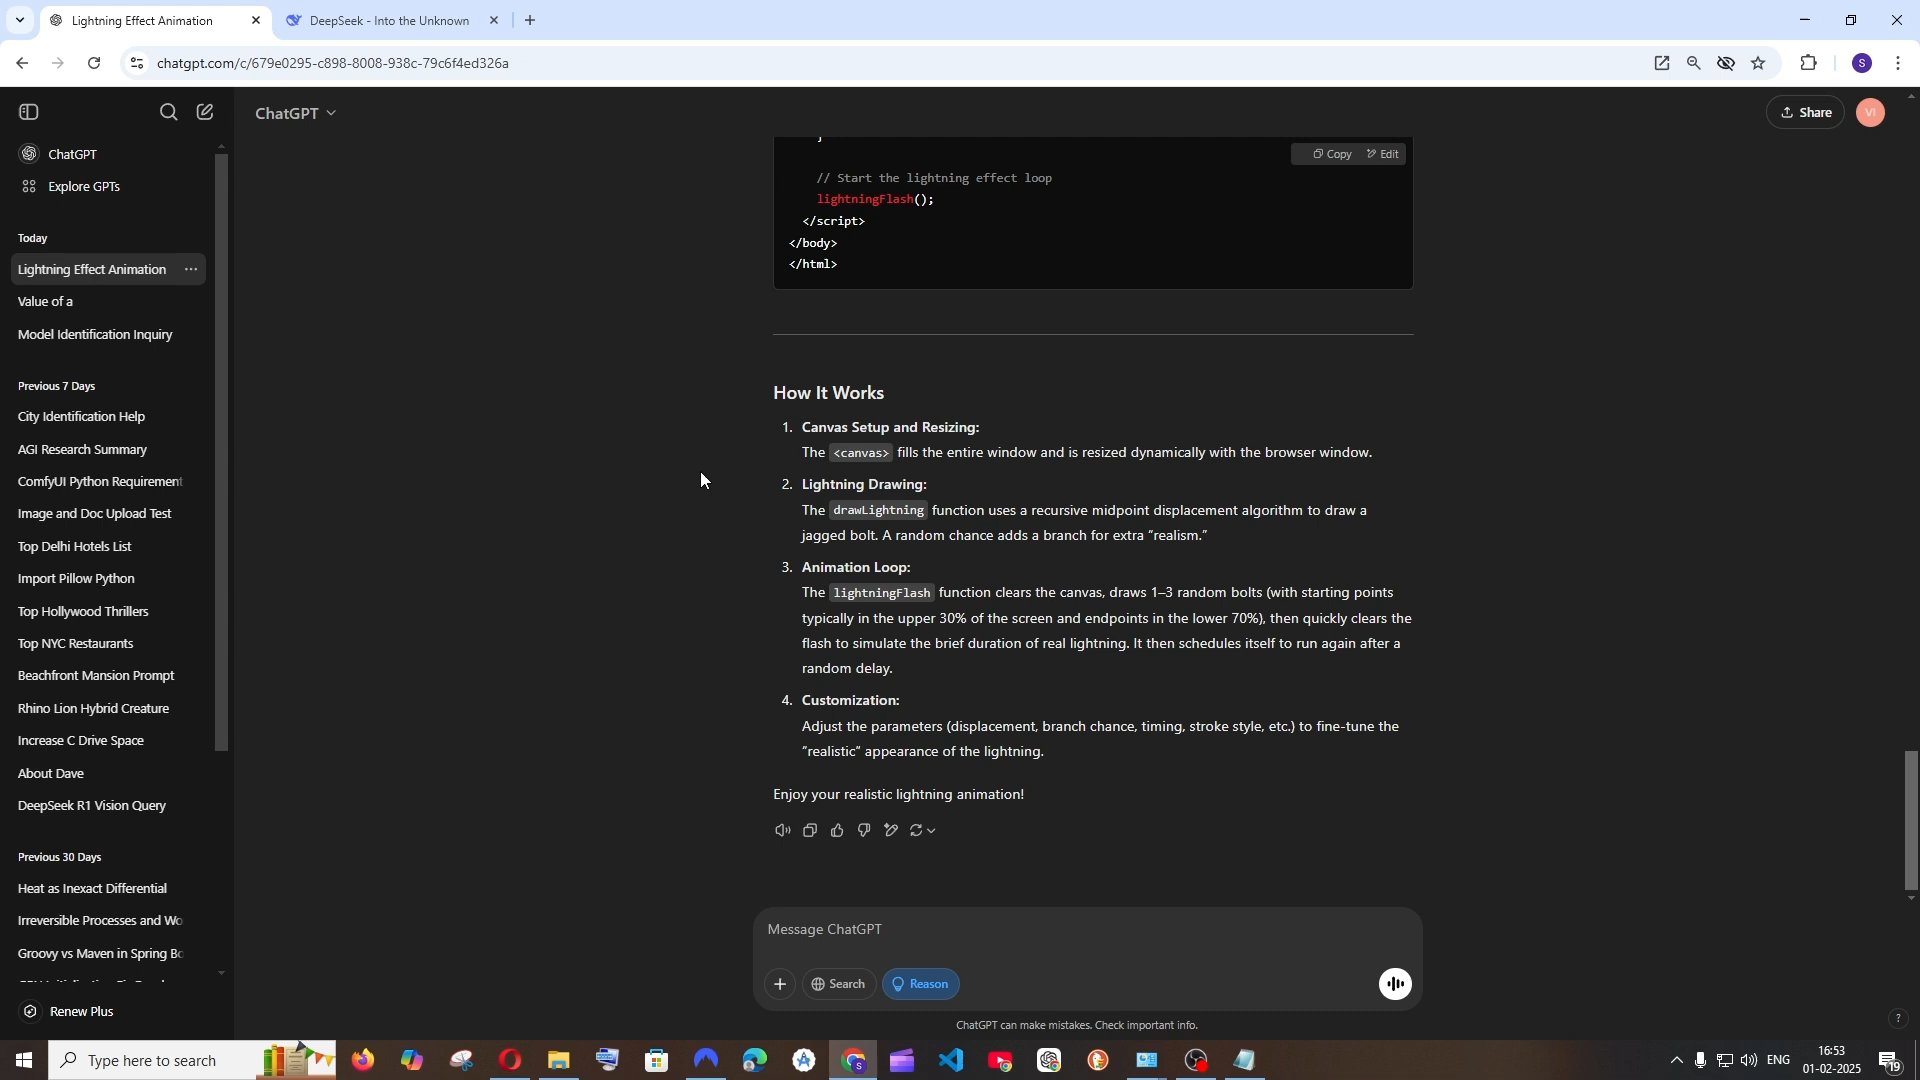 Lightning Effect Animation
DeepSeek - Into the Unknown
chatgpt.com/c/679e0295-c898-8008-938c-79c6f4ed326a
S
ChatGPT
Share
VI
ChatGPT
Explore GPTs
Today
Lightning Effect Animation
Value of a
Model Identification Inquiry
Previous 7 Days
City Identification Help
AGI Research Summary
ComfyUI Python Requirement
Image and Doc Upload Test
Top Delhi Hotels List
Import Pillow Python
Top Hollywood Thrillers
Top NYC Restaurants
Beachfront Mansion Prompt
Rhino Lion Hybrid Creature
Increase C Drive Space
About Dave
DeepSeek R1 Vision Query
Previous 30 Days
Heat as Inexact Differential
Irreversible Processes and Wo
Groovy vs Maven in Spring Bo
Renew Plus
}
Copy Edit
// Start the lightning effect loop
lightningFlash();
</script>
</body>
</html>
How It Works
1. Canvas Setup and Resizing:
The <canvas> fills the entire window and is resized dynamically with the browser window.
2. Lightning Drawing:
The drawLightning function uses a recursive midpoint displacement algorithm to draw a
jagged bolt. A random chance adds a branch for extra "realism."
3. Animation Loop:
The lightningFlash function clears the canvas, draws 1–3 random bolts (with starting points
typically in the upper 30% of the screen and endpoints in the lower 70%), then quickly clears the
flash to simulate the brief duration of real lightning. It then schedules itself to run again after a
random delay.
4. Customization:
Adjust the parameters (displacement, branch chance, timing, stroke style, etc.) to fine-tune the
"realistic" appearance of the lightning.
Enjoy your realistic lightning animation!
Message ChatGPT
Search
Reason
ChatGPT can make mistakes. Check important info.
?
Type here to search
ENG
16:53
01-02-2025
19